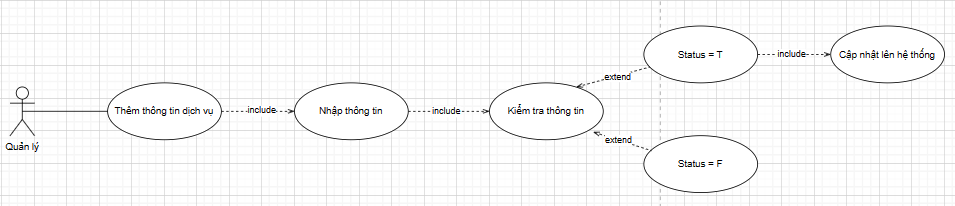 Quản lý
Thêm thông tin dịch vụ
include
Nhập thông tin
include
Kiểm tra thông tin
extend
Status = T
include
Cập nhật lên hệ thống
extend
Status = F